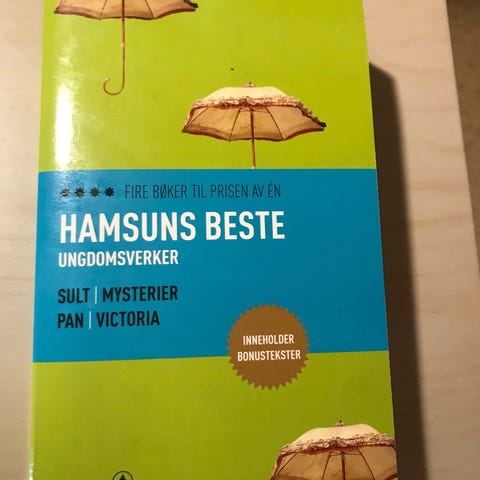 FIRE BØKER TIL PRISEN AV ÉN
HAMSUNS BESTE
UNGDOMSVERKER
SULT | MYSTERIER
PAN | VICTORIA
INNEHOLDER
BONUSTEKSTER